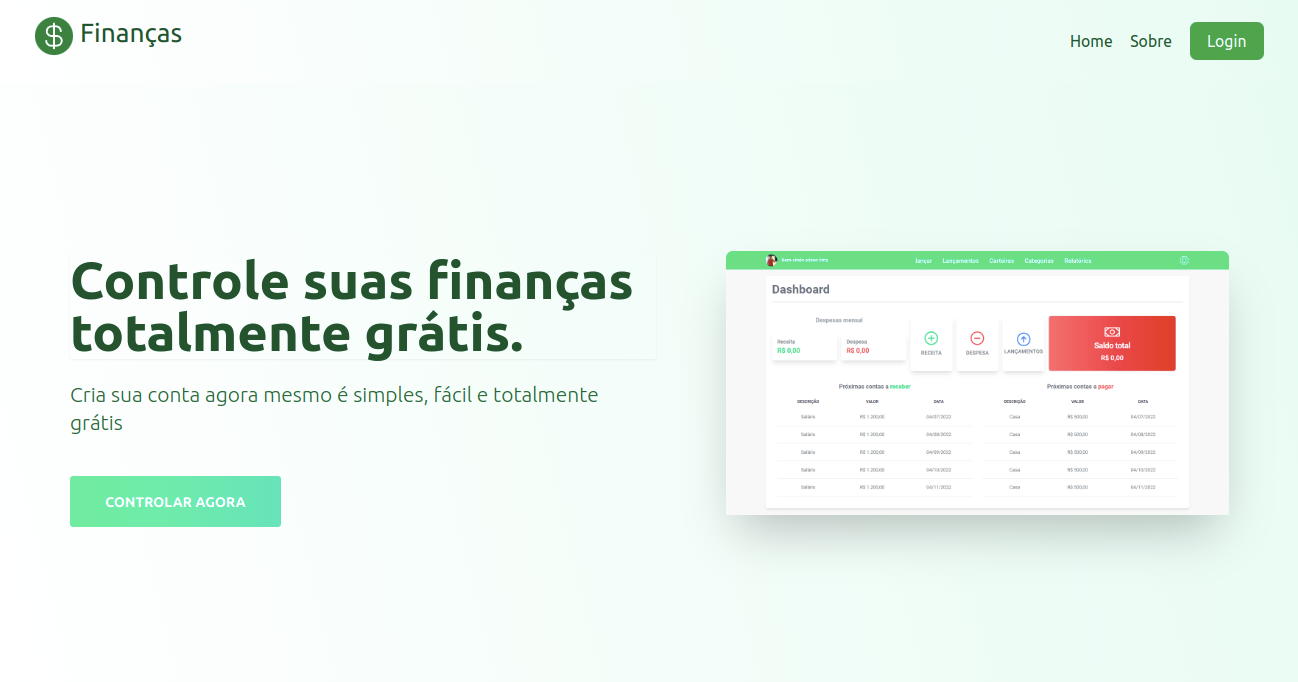 Finanças
Home Sobre Login
Controle suas finanças
totalmente grátis.
Cria sua conta agora mesmo é simples, fácil e totalmente
grátis
CONTROLAR AGORA
lançar Lançamentos Carteiras Categorias Relatórios
Dashboard
Despesas mensal
Receita
R$ 0,00
Despesa
R$ 0,00
RECEITA
DESPESA
LANÇAMENTOS
Saldo total
R$ 0,00
Próximas contas a receber
DESCRIÇÃO VALOR DATA
Salário R$ 1.200,00 04/07/2022
Salário R$ 1.200,00 04/08/2022
Salário R$ 1.200,00 04/09/2022
Salário R$ 1.200,00 04/10/2022
Salário R$ 1.200,00 04/11/2022
Próximas contas a pagar
DESCRIÇÃO VALOR DATA
Casa R$ 500,00 04/07/2022
Casa R$ 500,00 04/08/2022
Casa R$ 500,00 04/09/2022
Casa R$ 500,00 04/10/2022
Casa R$ 500,00 04/11/2022